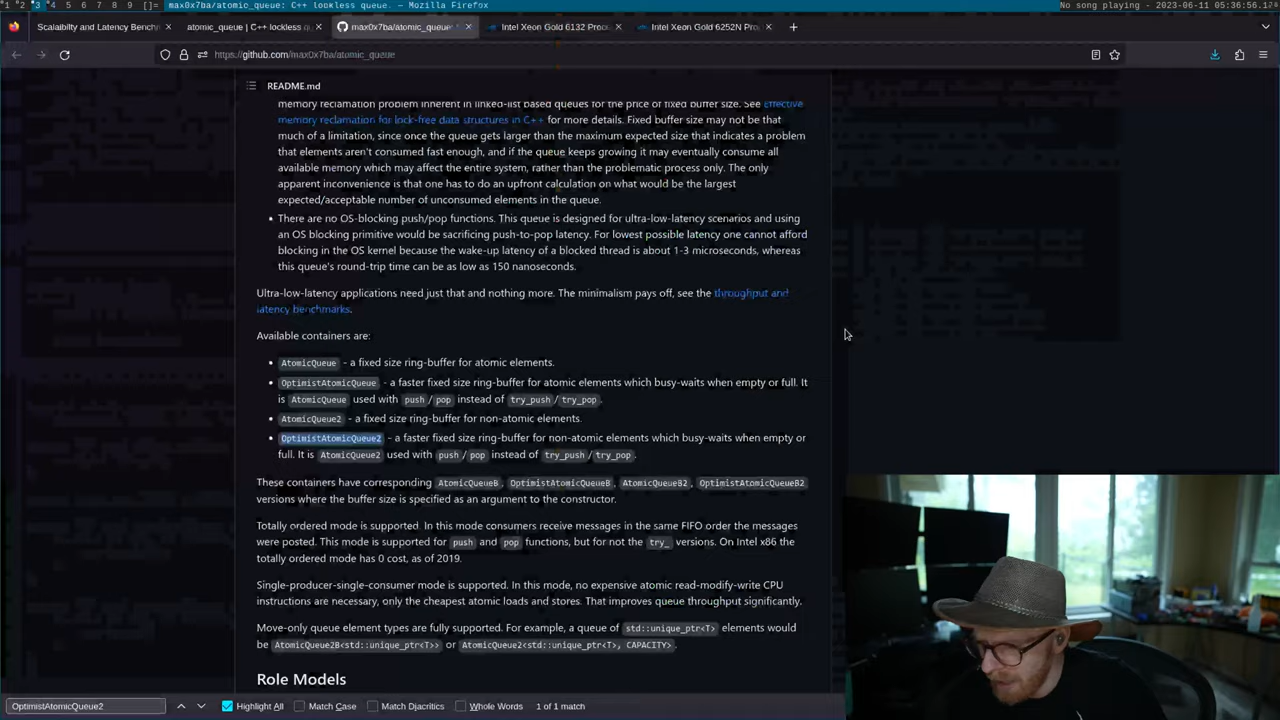 1 2 3 4 5 6 7 8 9 []= max0x7ba/atomic_queue: C++ lockless queue. — Mozilla Firefox No song playing - 2023-06-11 05:36:56
Scalability and Latency Bench × atomic_queue | C++ lockless q × max0x7ba/atomic_queue: × Intel Xeon Gold 6132 Proc × Intel Xeon Gold 6252N Pro ×
https://github.com/max0x7ba/atomic_queue
README.md
memory reclamation problem inherent in linked-list based queues for the price of fixed buffer size. See Effective
memory reclamation for lock-free data structures in C++ for more details. Fixed buffer size may not be that
much of a limitation, since once the queue gets larger than the maximum expected size that indicates a problem
that elements aren't consumed fast enough, and if the queue keeps growing it may eventually consume all
available memory which may affect the entire system, rather than the problematic process only. The only
apparent inconvenience is that one has to do an upfront calculation on what would be the largest
expected/acceptable number of unconsumed elements in the queue.
• There are no OS-blocking push/pop functions. This queue is designed for ultra-low-latency scenarios and using
an OS blocking primitive would be sacrificing push-to-pop latency. For lowest possible latency one cannot afford
blocking in the OS kernel because the wake-up latency of a blocked thread is about 1-3 microseconds, whereas
this queue's round-trip time can be as low as 150 nanoseconds.
Ultra-low-latency applications need just that and nothing more. The minimalism pays off, see the throughput and
latency benchmarks.
Available containers are:
• AtomicQueue - a fixed size ring-buffer for atomic elements.
• OptimistAtomicQueue - a faster fixed size ring-buffer for atomic elements which busy-waits when empty or full. It
is AtomicQueue used with push/pop instead of try_push/try_pop.
• AtomicQueue2 - a fixed size ring-buffer for non-atomic elements.
• OptimistAtomicQueue2 - a faster fixed size ring-buffer for non-atomic elements which busy-waits when empty or
full. It is AtomicQueue2 used with push/pop instead of try_push/try_pop.
These containers have corresponding AtomicQueueB, OptimistAtomicQueueB, AtomicQueueB2, OptimistAtomicQueueB2
versions where the buffer size is specified as an argument to the constructor.
Totally ordered mode is supported. In this mode consumers receive messages in the same FIFO order the messages
were posted. This mode is supported for push and pop functions, but for not the try_ versions. On Intel x86 the
totally ordered mode has 0 cost, as of 2019.
Single-producer-single-consumer mode is supported. In this mode, no expensive atomic read-modify-write CPU
instructions are necessary, only the cheapest atomic loads and stores. That improves queue throughput significantly.
Move-only queue element types are fully supported. For example, a queue of std::unique_ptr<T> elements would
be AtomicQueue2B<std::unique_ptr<T>> or AtomicQueue2<std::unique_ptr<T>, CAPACITY>.
Role Models
OptimistAtomicQueue2 Highlight All Match Case Match Diacritics Whole Words 1 of 1 match